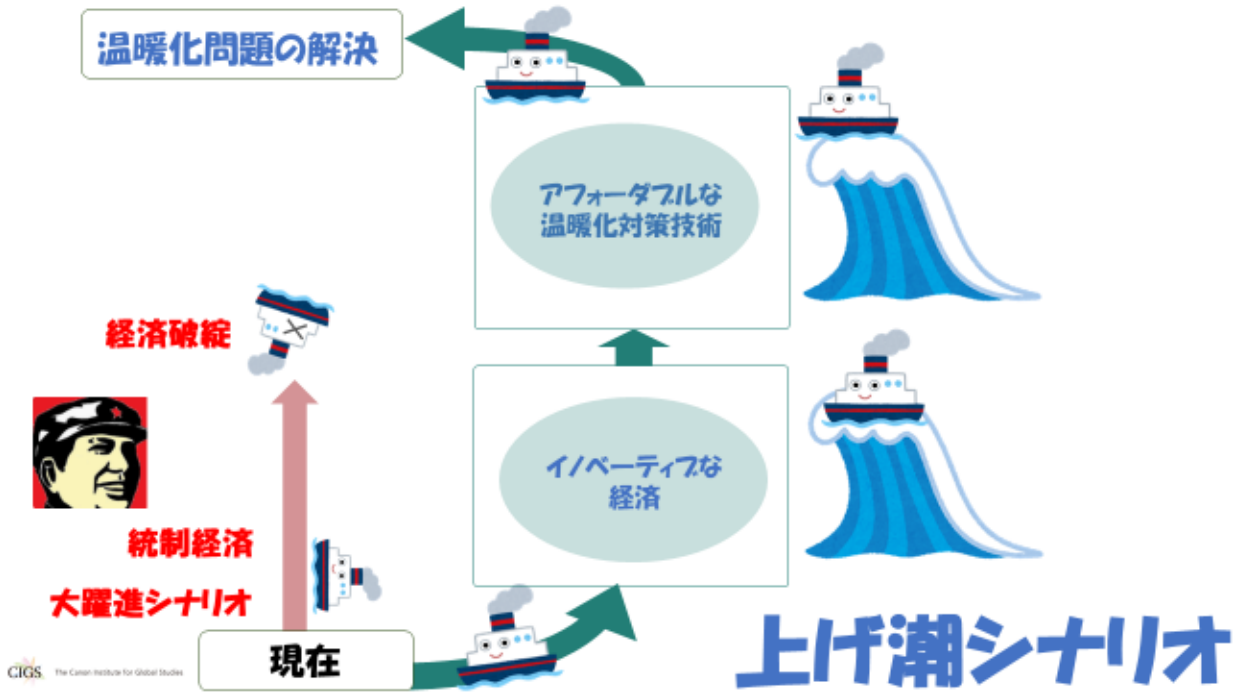 温暖化問題の解決
アフォーダブルな
温暖化対策技術
経済破綻
イノベーティブな
経済
統制経済
大躍進シナリオ
現在
上げ潮シナリオ
CIGS The Canon Institute for Global Studies